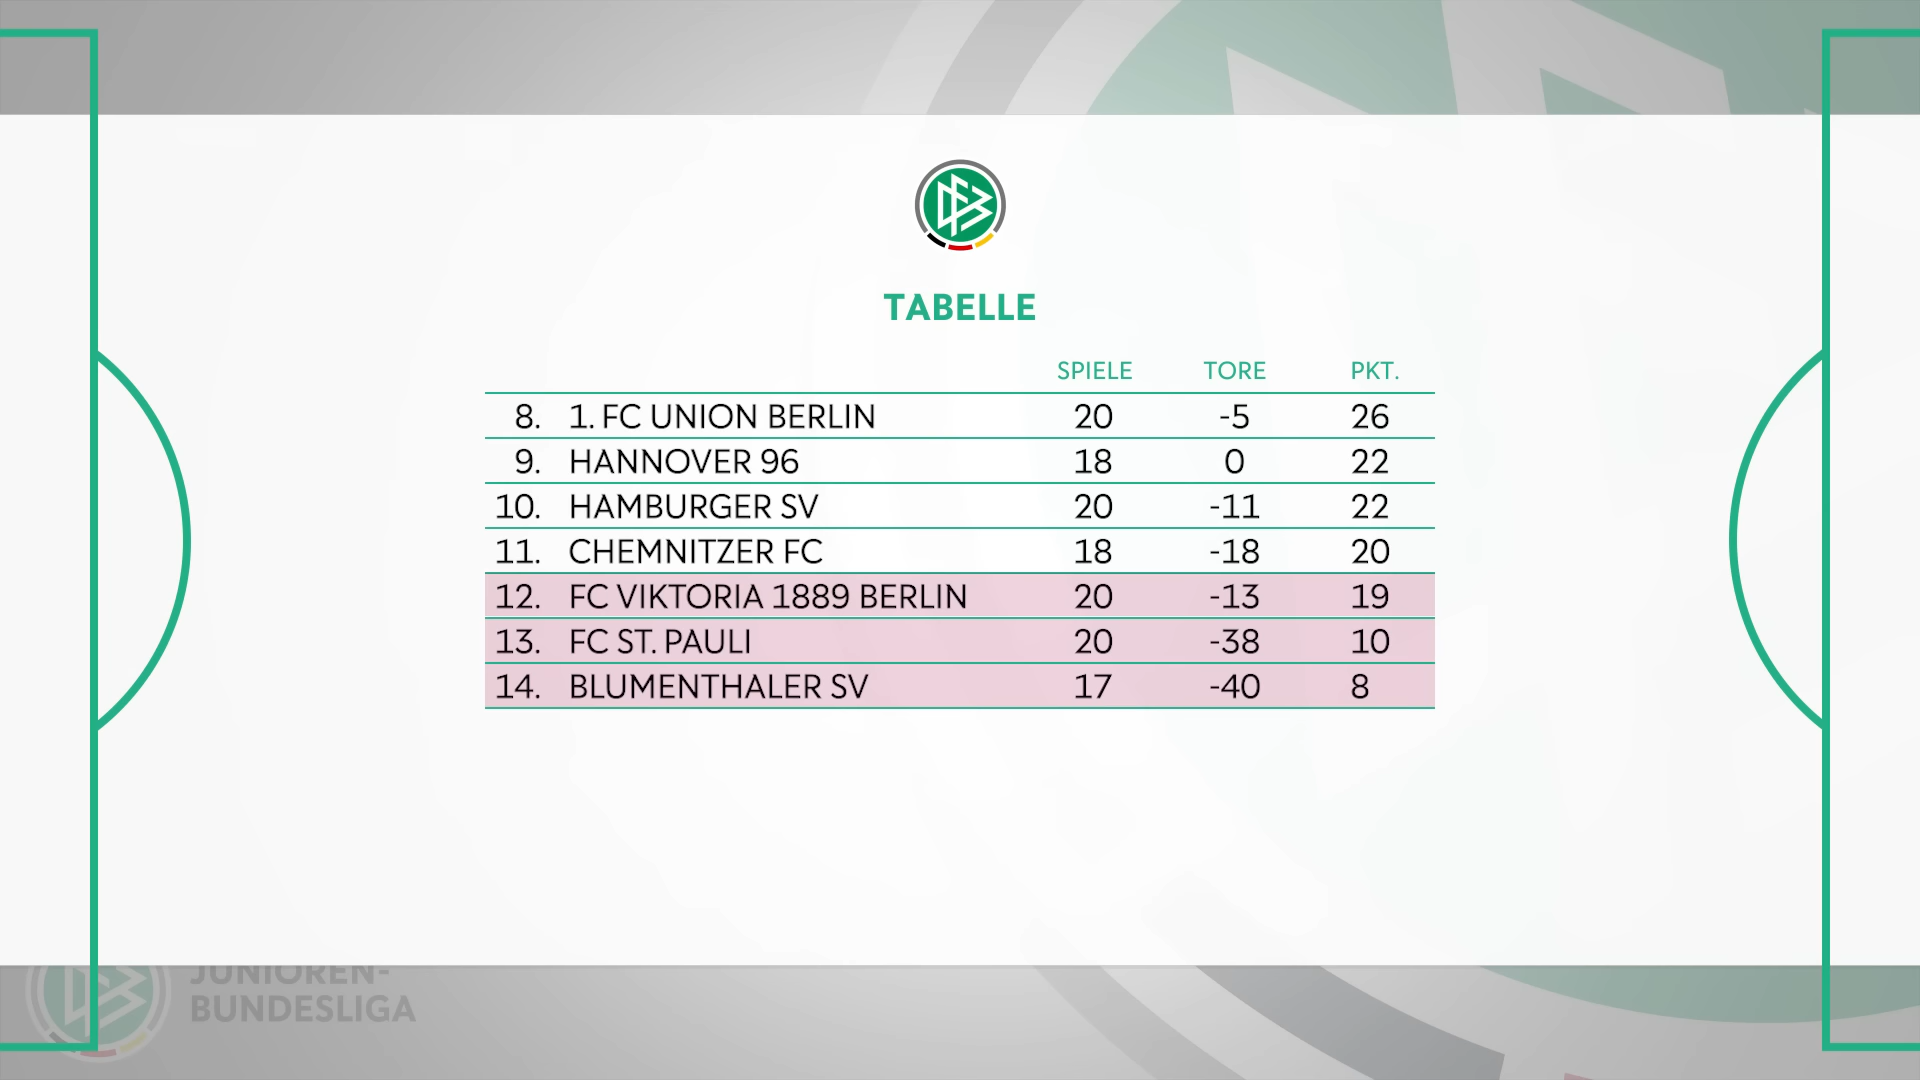 TABELLE
SPIELE TORE PKT.
8. 1. FC UNION BERLIN 20 -5 26
9. HANNOVER 96 18 0 22
10. HAMBURGER SV 20 -11 22
11. CHEMNITZER FC 18 -18 20
12. FC VIKTORIA 1889 BERLIN 20 -13 19
13. FC ST. PAULI 20 -38 10
14. BLUMENTHALER SV 17 -40 8
JUNIOREN-
BUNDESLIGA